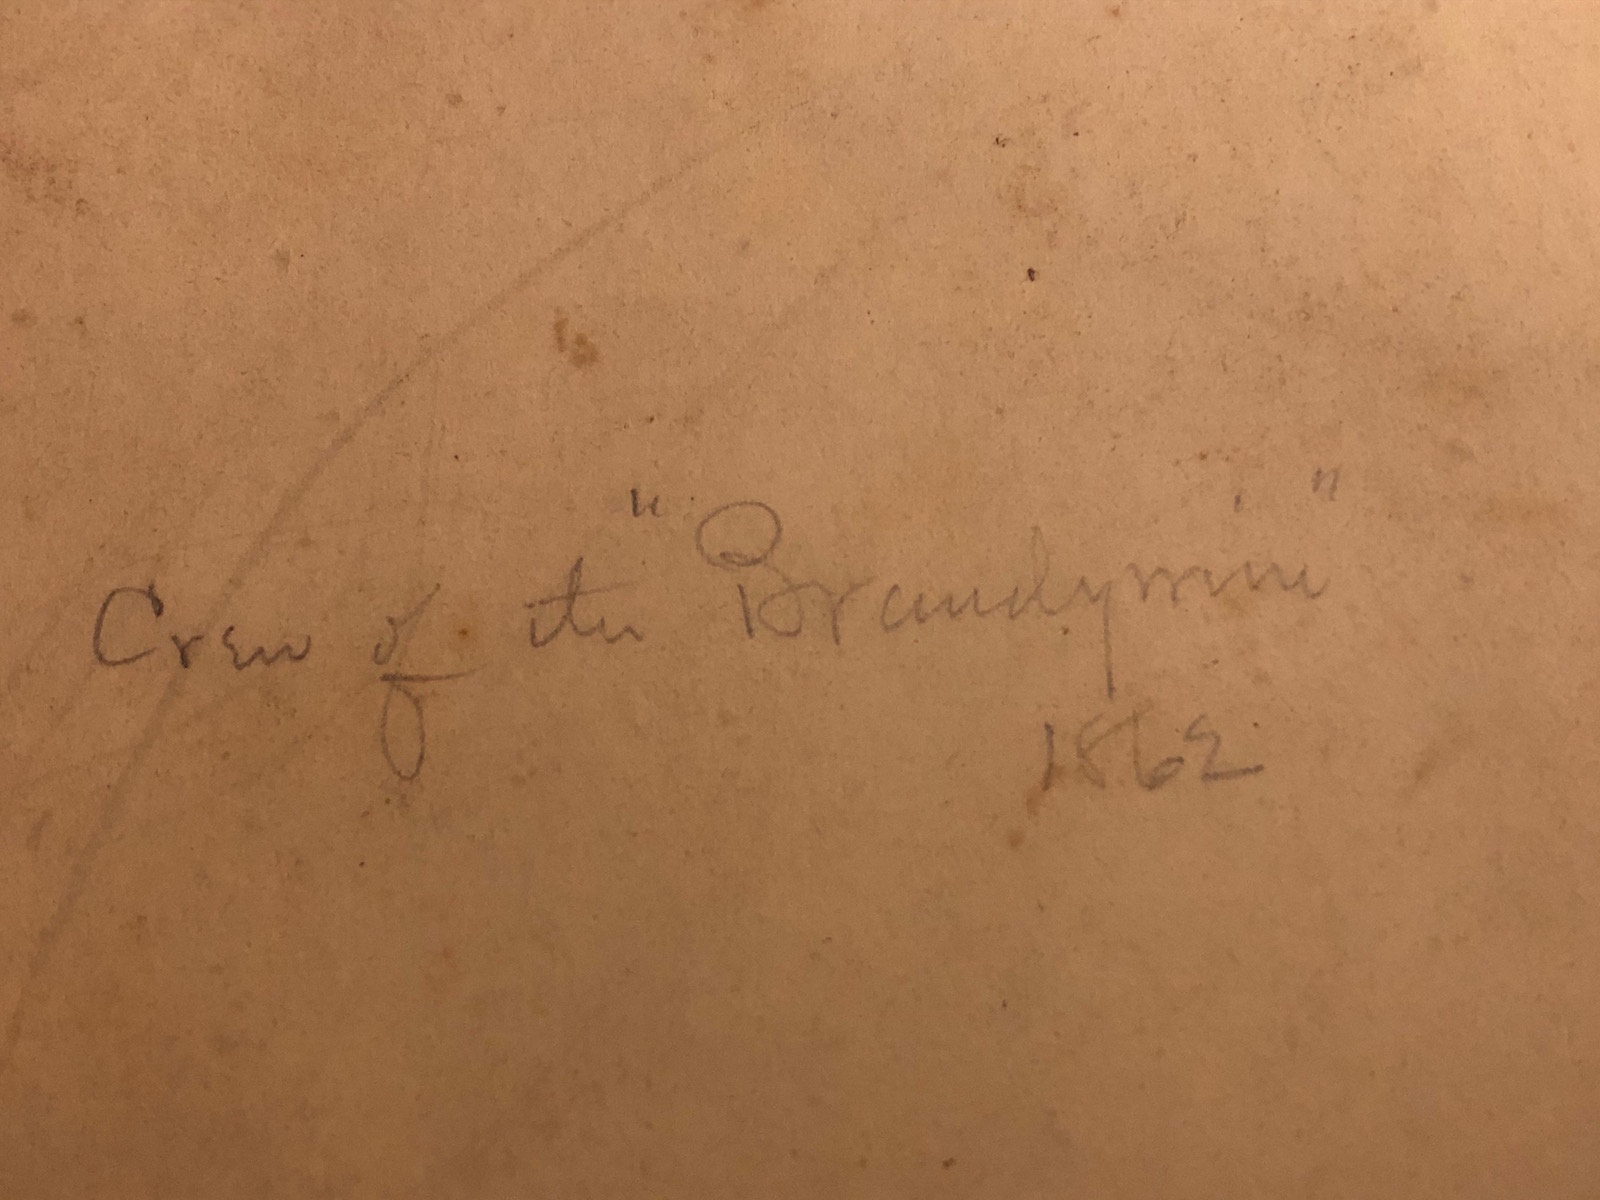 Crew of the "Brandywine"
1862